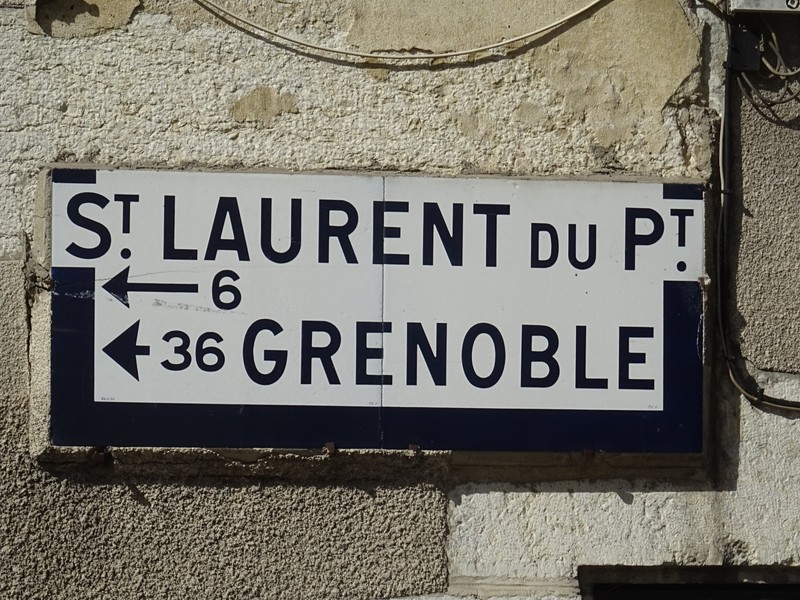 ST. LAURENT DU PT.
6
36 GRENOBLE